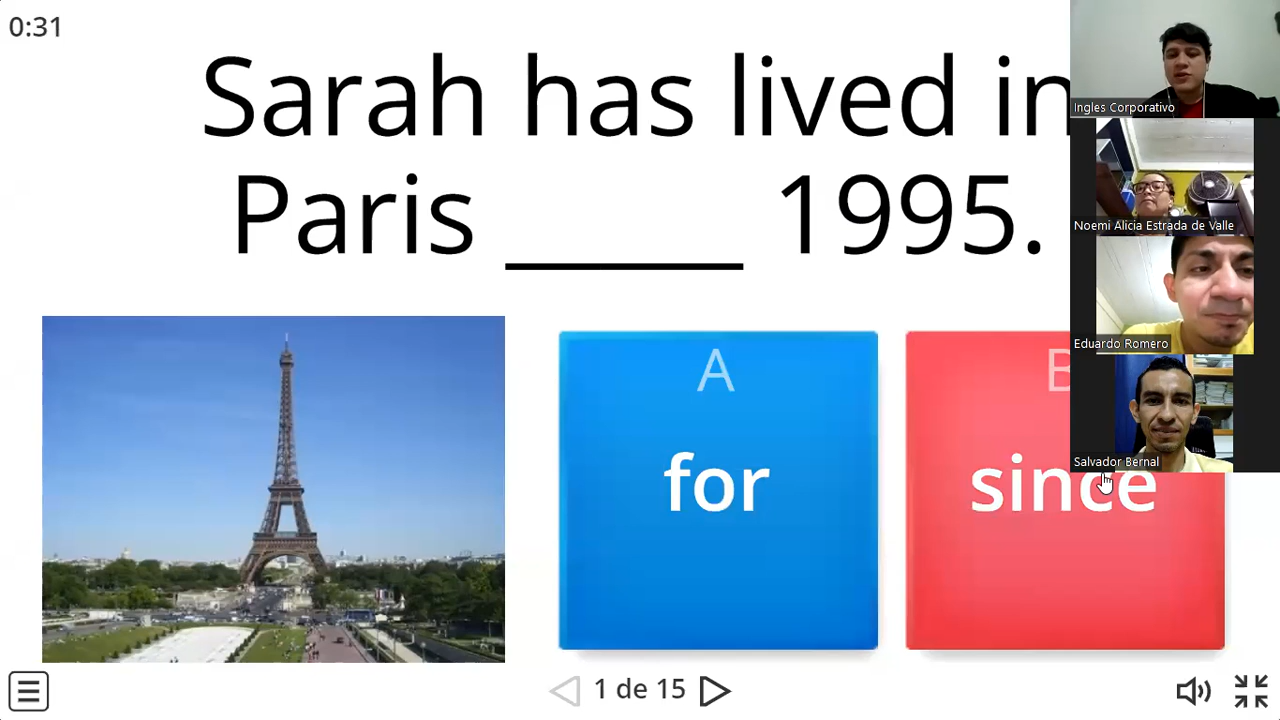 0:31
Sarah has lived in
Paris _____ 1995.
A
for
B
since
1 de 15
Ingles Corporativo
Noemi Alicia Estrada de Valle
Eduardo Romero
Salvador Bernal